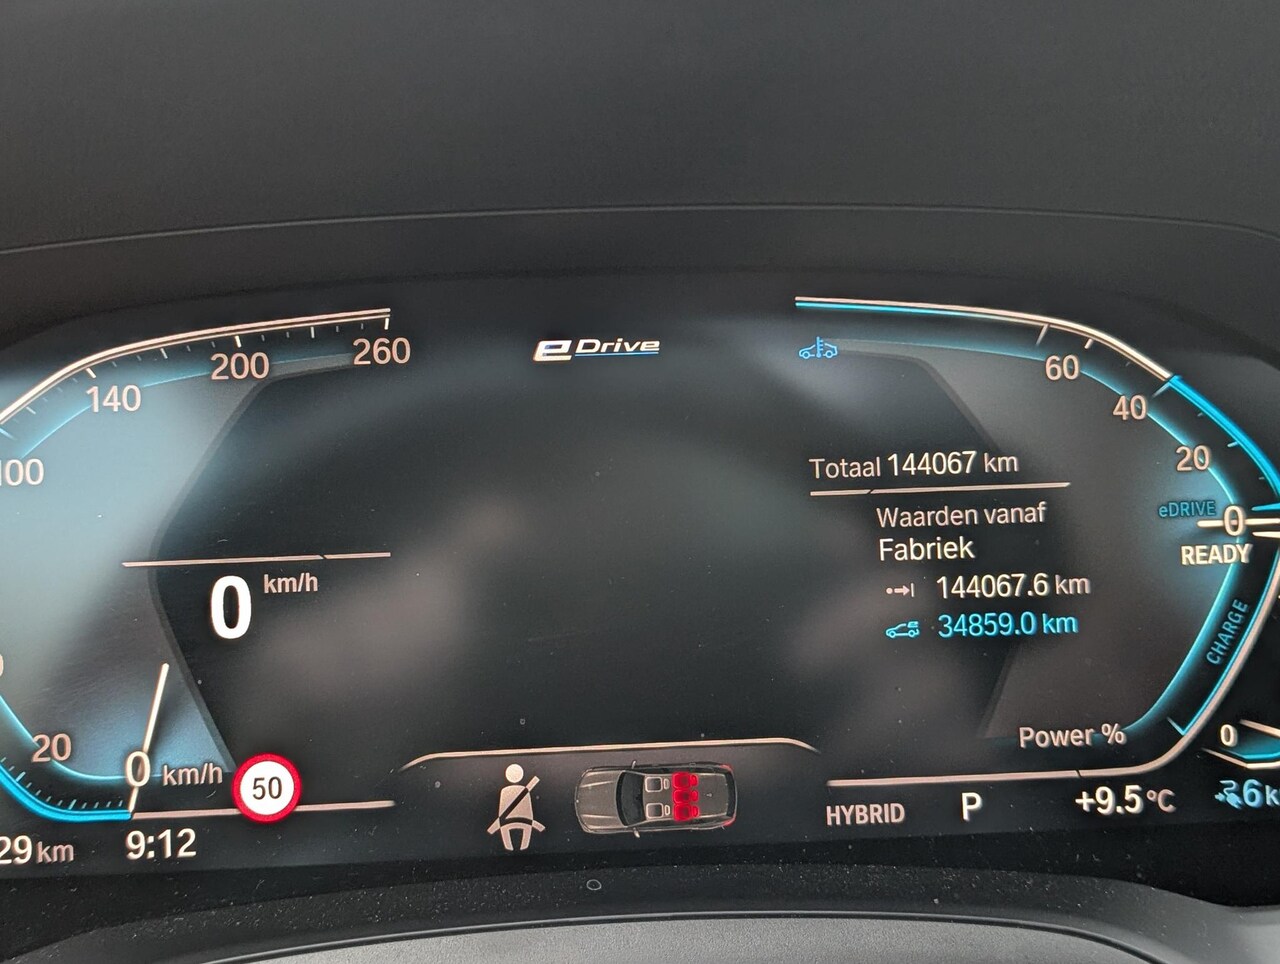 260
200
140
100
eDrive
60
40
20
Totaal 144067 km
Waarden vanaf
Fabriek
144067.6 km
34859.0 km
eDRIVE
0
READY
CHARGE
0 km/h
20
0 km/h
50
Power %
0
HYBRID
P
+9.5°C
29 km
9:12